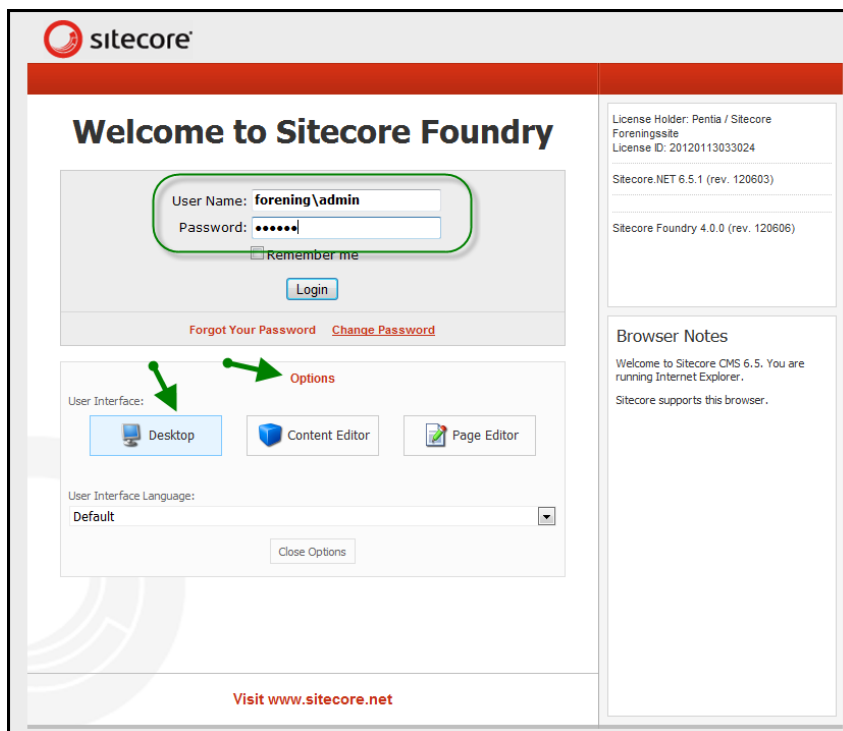 sitecore
Welcome to Sitecore Foundry
User Name: forening\admin
Password: ••••••
Remember me
Login
Forgot Your Password Change Password
Options
User Interface:
Desktop Content Editor Page Editor
User Interface Language:
Default
Close Options
Visit www.sitecore.net
License Holder: Pentia / Sitecore
Foreningssite
License ID: 20120113033024
Sitecore.NET 6.5.1 (rev. 120603)
Sitecore Foundry 4.0.0 (rev. 120606)
Browser Notes
Welcome to Sitecore CMS 6.5. You are
running Internet Explorer.
Sitecore supports this browser.